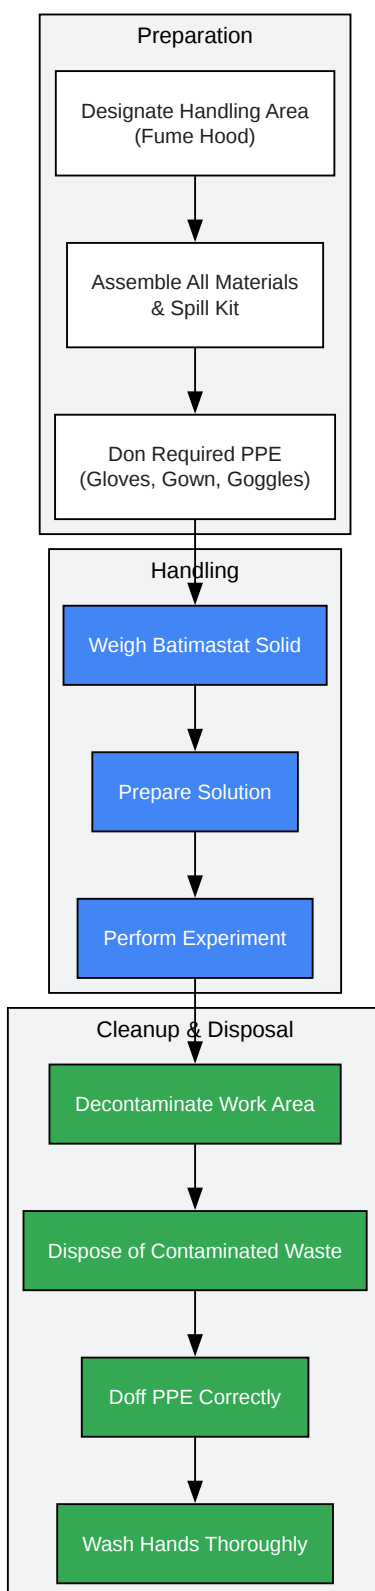 Preparation
Designate Handling Area
(Fume Hood)
Assemble All Materials
& Spill Kit
Don Required PPE
(Gloves, Gown, Goggles)
Handling
Weigh Batimastat Solid
Prepare Solution
Perform Experiment
Cleanup & Disposal
Decontaminate Work Area
Dispose of Contaminated Waste
Doff PPE Correctly
Wash Hands Thoroughly